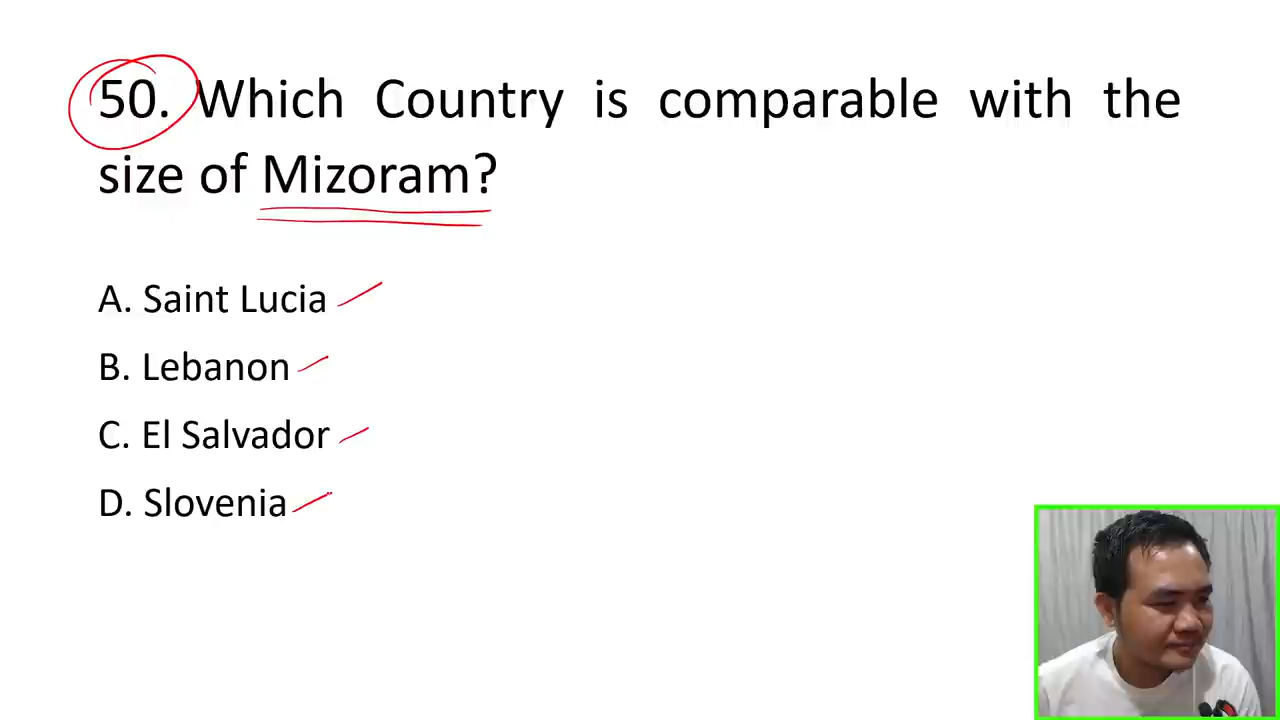 50. Which Country is comparable with the
size of Mizoram?
A. Saint Lucia
B. Lebanon
C. El Salvador
D. Slovenia